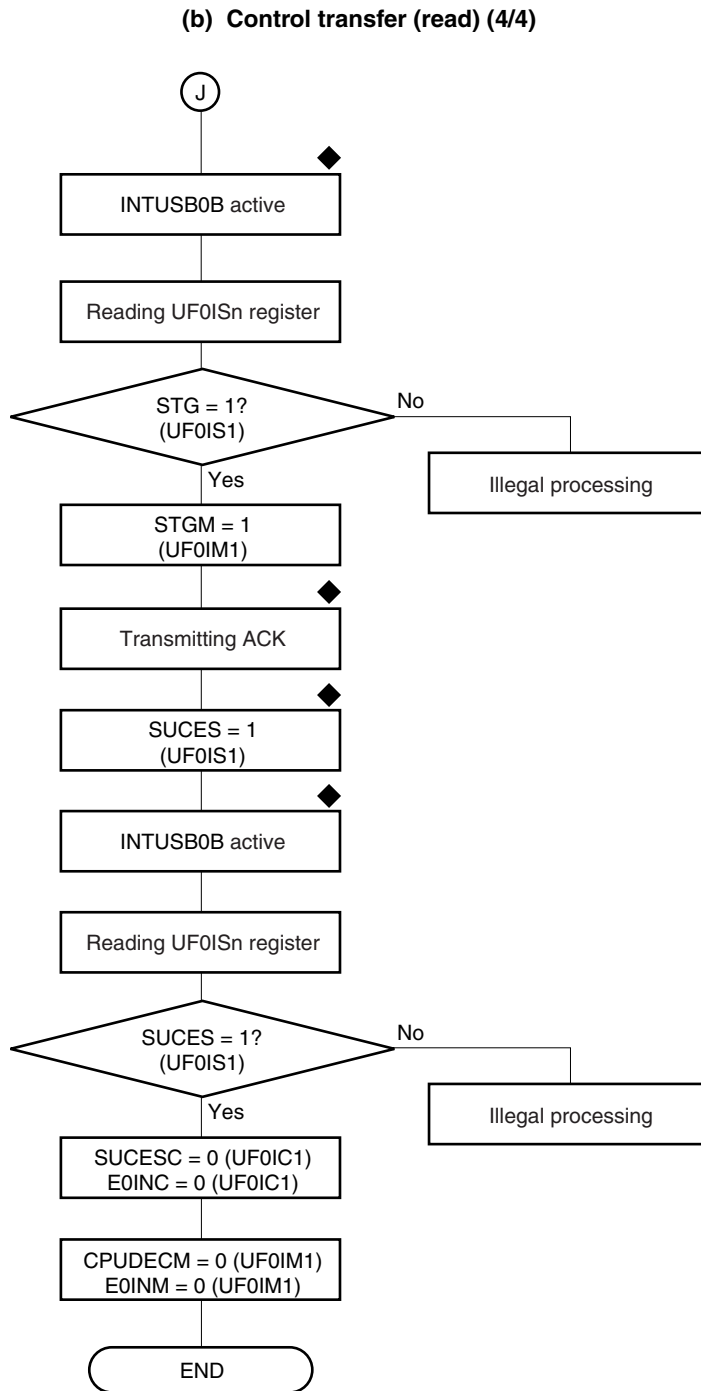 (b) Control transfer (read) (4/4)
J
INTUSB0B active
Reading UF0ISn register
STG = 1?
(UF0IS1)
No
Yes
Illegal processing
STGM = 1
(UF0IM1)
Transmitting ACK
SUCES = 1
(UF0IS1)
INTUSB0B active
Reading UF0ISn register
SUCES = 1?
(UF0IS1)
No
Yes
Illegal processing
SUCESC = 0 (UF0IC1)
E0INC = 0 (UF0IC1)
CPUDECM = 0 (UF0IM1)
E0INM = 0 (UF0IM1)
END